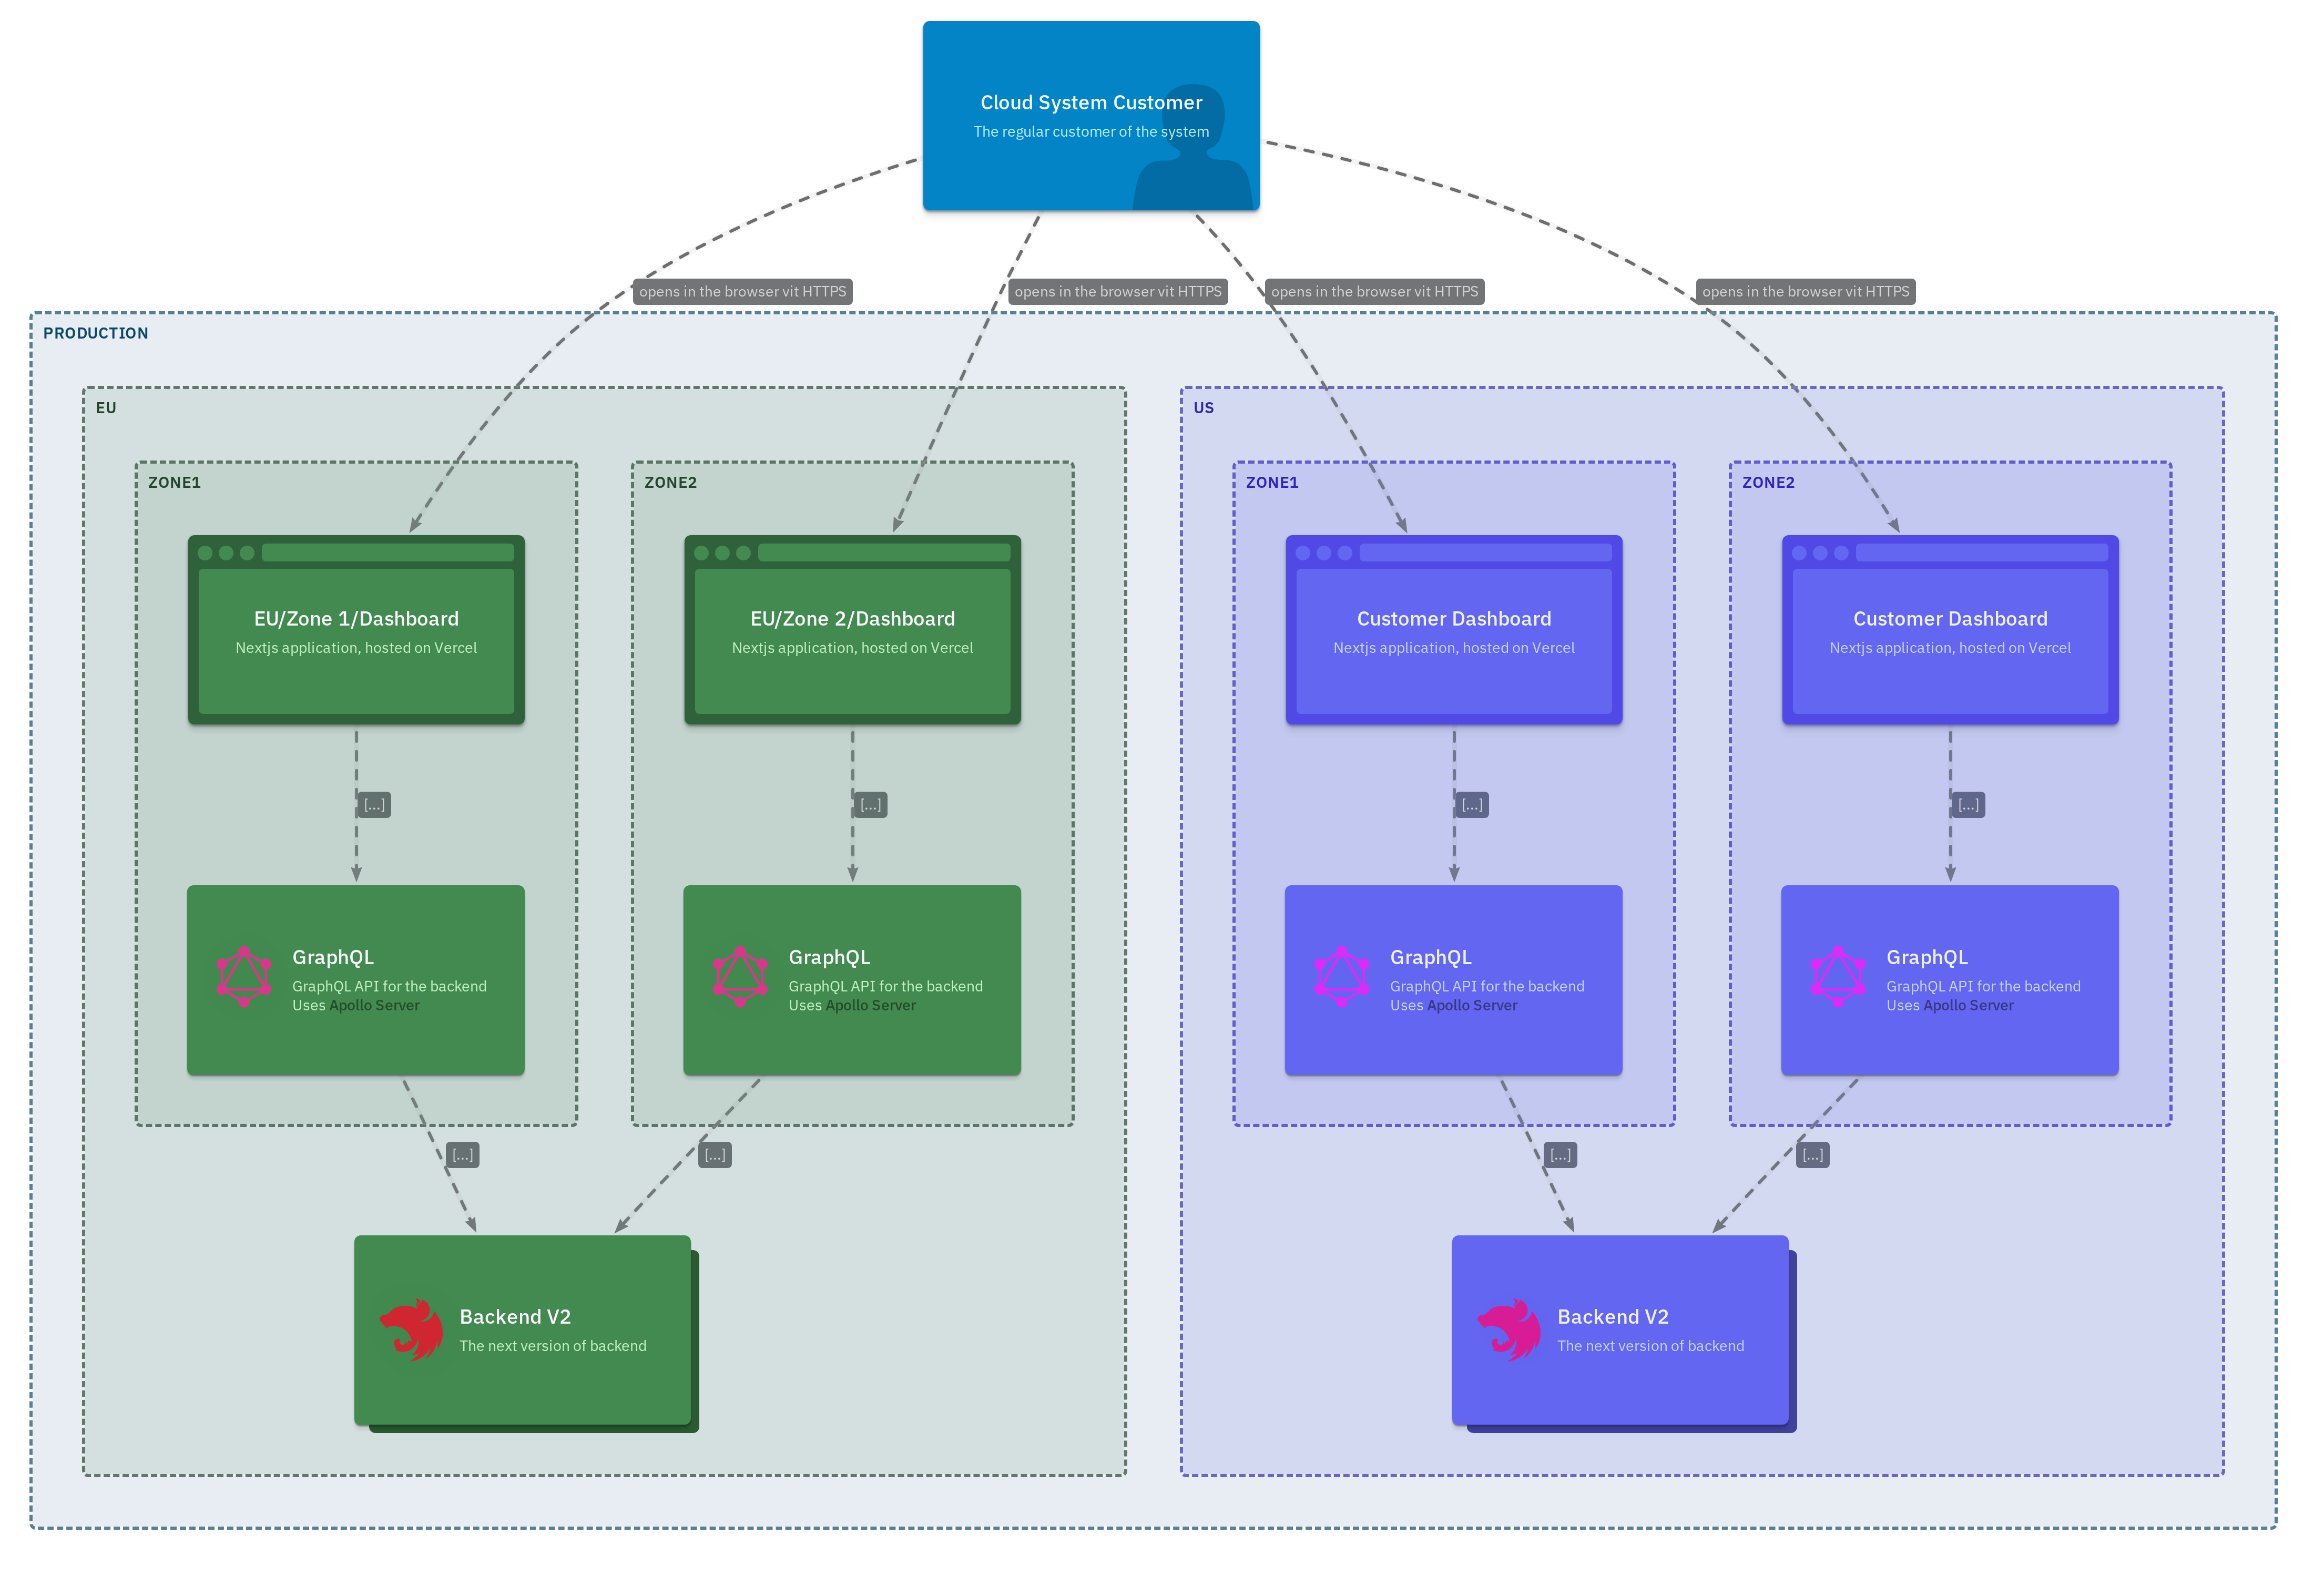 Cloud System Customer
The regular customer of the system
opens in the browser vit HTTPS
opens in the browser vit HTTPS
opens in the browser vit HTTPS
opens in the browser vit HTTPS
PRODUCTION
EU
US
ZONE1
ZONE2
ZONE1
ZONE2
EU/Zone 1/Dashboard
Nextjs application, hosted on Vercel
EU/Zone 2/Dashboard
Nextjs application, hosted on Vercel
Customer Dashboard
Nextjs application, hosted on Vercel
Customer Dashboard
Nextjs application, hosted on Vercel
[...]
[...]
[...]
[...]
GraphQL
GraphQL API for the backend
Uses Apollo Server
GraphQL
GraphQL API for the backend
Uses Apollo Server
GraphQL
GraphQL API for the backend
Uses Apollo Server
GraphQL
GraphQL API for the backend
Uses Apollo Server
[...]
[...]
[...]
[...]
Backend V2
The next version of backend
Backend V2
The next version of backend